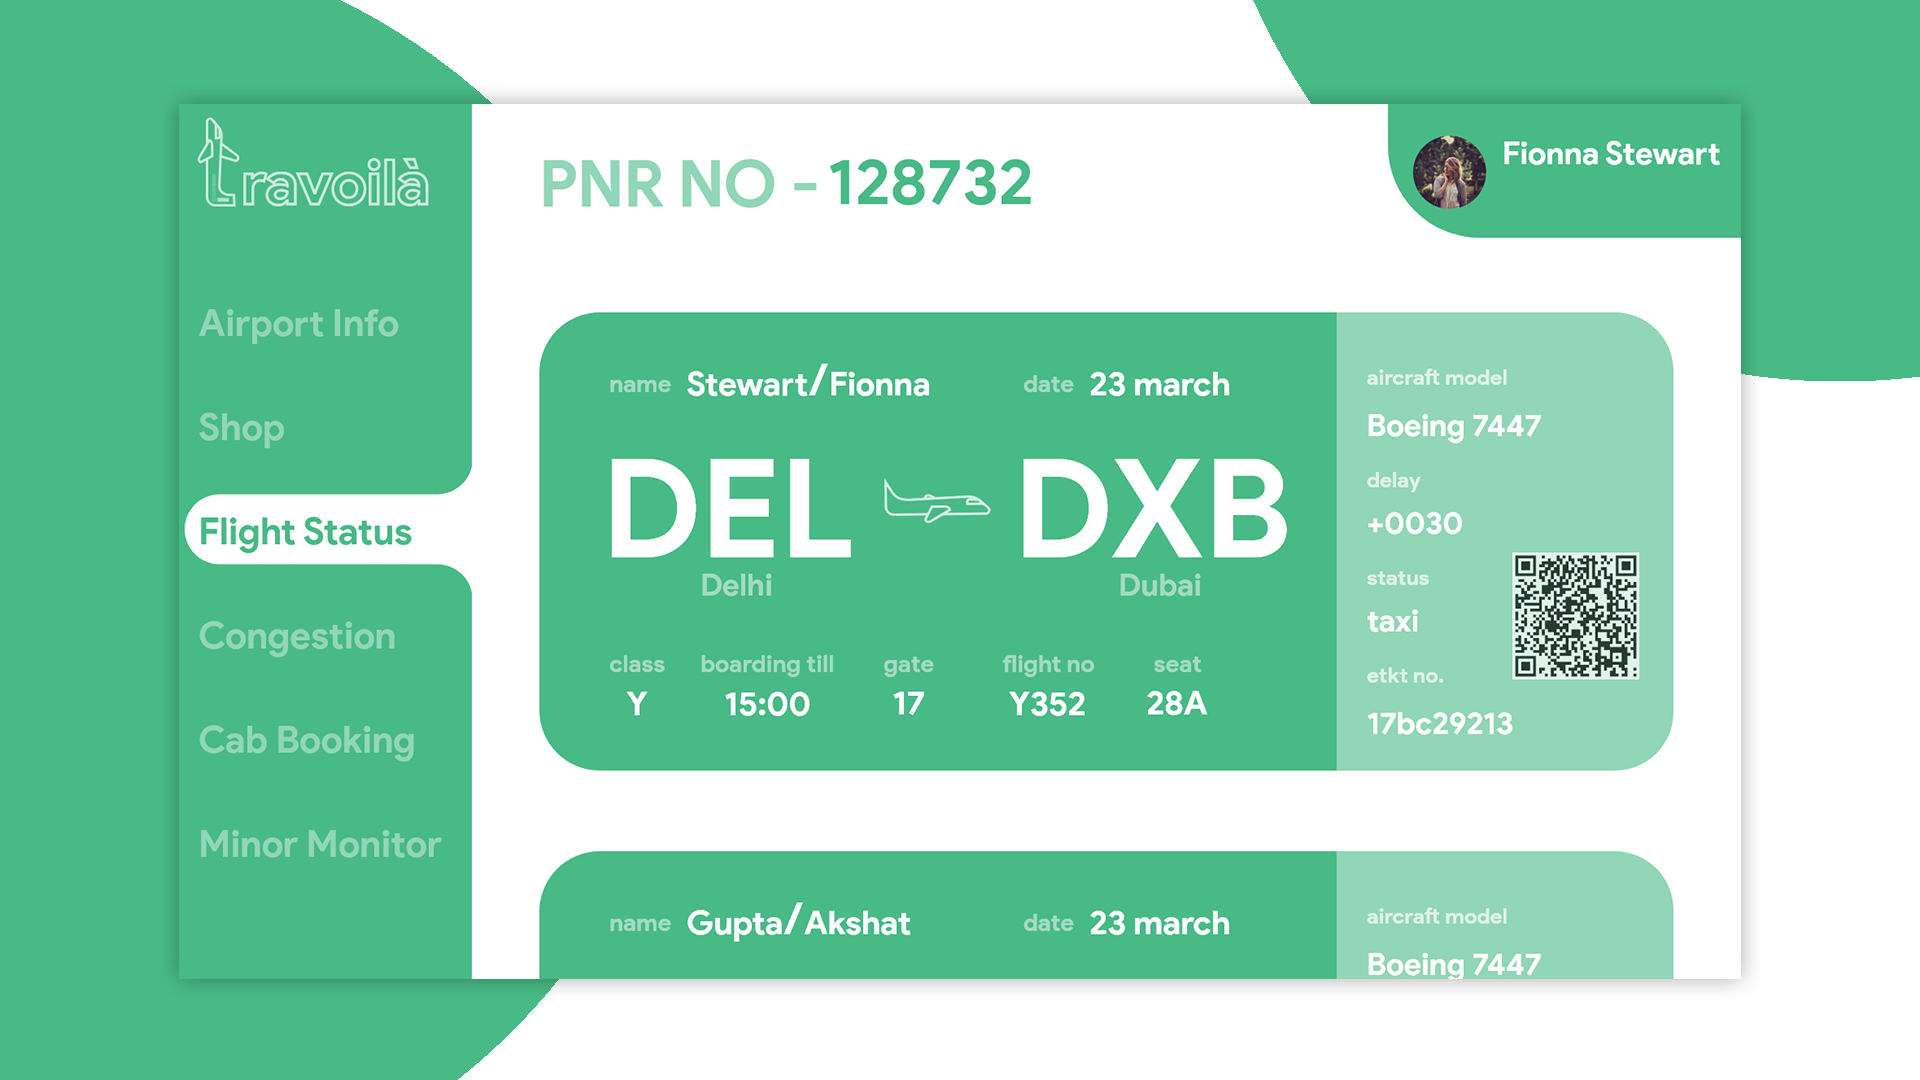 travoilà
Airport Info
Shop
Flight Status
Congestion
Cab Booking
Minor Monitor
PNR NO - 128732
Fionna Stewart
name Stewart/Fionna date 23 march
DEL DXB
Delhi Dubai
class boarding till gate flight no seat
Y 15:00 17 Y352 28A
aircraft model
Boeing 7447
delay
+0030
status
taxi
etkt no.
17bc29213
name Gupta/Akshat date 23 march
aircraft model
Boeing 7447